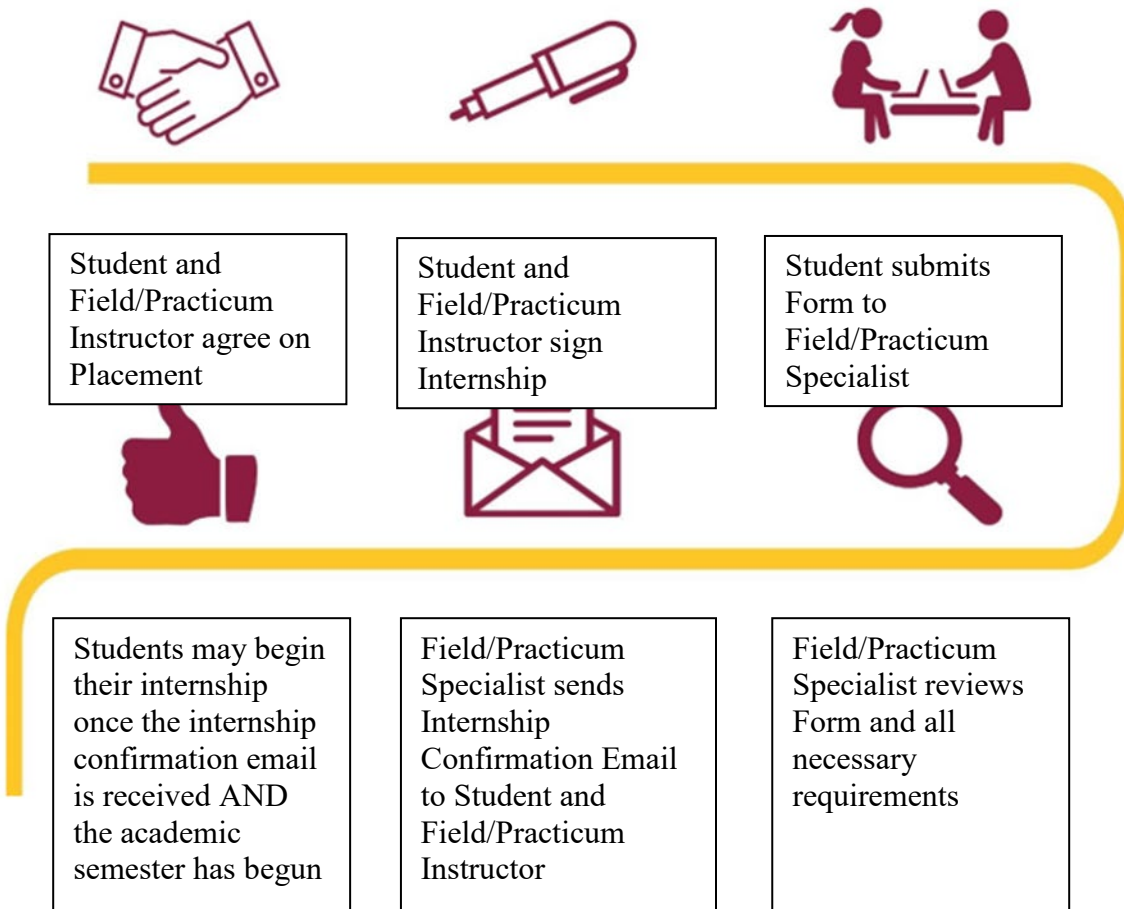 Student and
Field/Practicum
Instructor agree on
Placement
Student and
Field/Practicum
Instructor sign
Internship
Student submits
Form to
Field/Practicum
Specialist
Field/Practicum
Specialist reviews
Form and all
necessary
requirements
Field/Practicum
Specialist sends
Internship
Confirmation Email
to Student and
Field/Practicum
Instructor
Students may begin
their internship
once the internship
confirmation email
is received AND
the academic
semester has begun